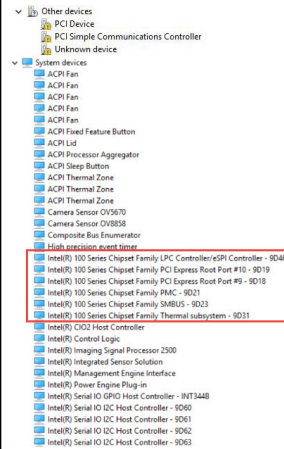 Other devices
PCI Device
PCI Simple Communications Controller
Unknown device
System devices
ACPI Fan
ACPI Fan
ACPI Fan
ACPI Fan
ACPI Fan
ACPI Fixed Feature Button
ACPI Lid
ACPI Processor Aggregator
ACPI Sleep Button
ACPI Thermal Zone
ACPI Thermal Zone
ACPI Thermal Zone
Camera Sensor OV5670
Camera Sensor OV8858
Composite Bus Enumerator
High precision event timer
Intel(R) 100 Series Chipset Family LPC Controller/eSPI Controller - 9D46
Intel(R) 100 Series Chipset Family PCI Express Root Port #10 - 9D19
Intel(R) 100 Series Chipset Family PCI Express Root Port #9 - 9D18
Intel(R) 100 Series Chipset Family PMC - 9D21
Intel(R) 100 Series Chipset Family SMBUS - 9D23
Intel(R) 100 Series Chipset Family Thermal subsystem - 9D31
Intel(R) CIO2 Host Controller
Intel(R) Control Logic
Intel(R) Imaging Signal Processor 2500
Intel(R) Integrated Sensor Solution
Intel(R) Management Engine Interface
Intel(R) Power Engine Plug-in
Intel(R) Serial IO GPIO Host Controller - INT344B
Intel(R) Serial IO I2C Host Controller - 9D60
Intel(R) Serial IO I2C Host Controller - 9D61
Intel(R) Serial IO I2C Host Controller - 9D62
Intel(R) Serial IO I2C Host Controller - 9D63